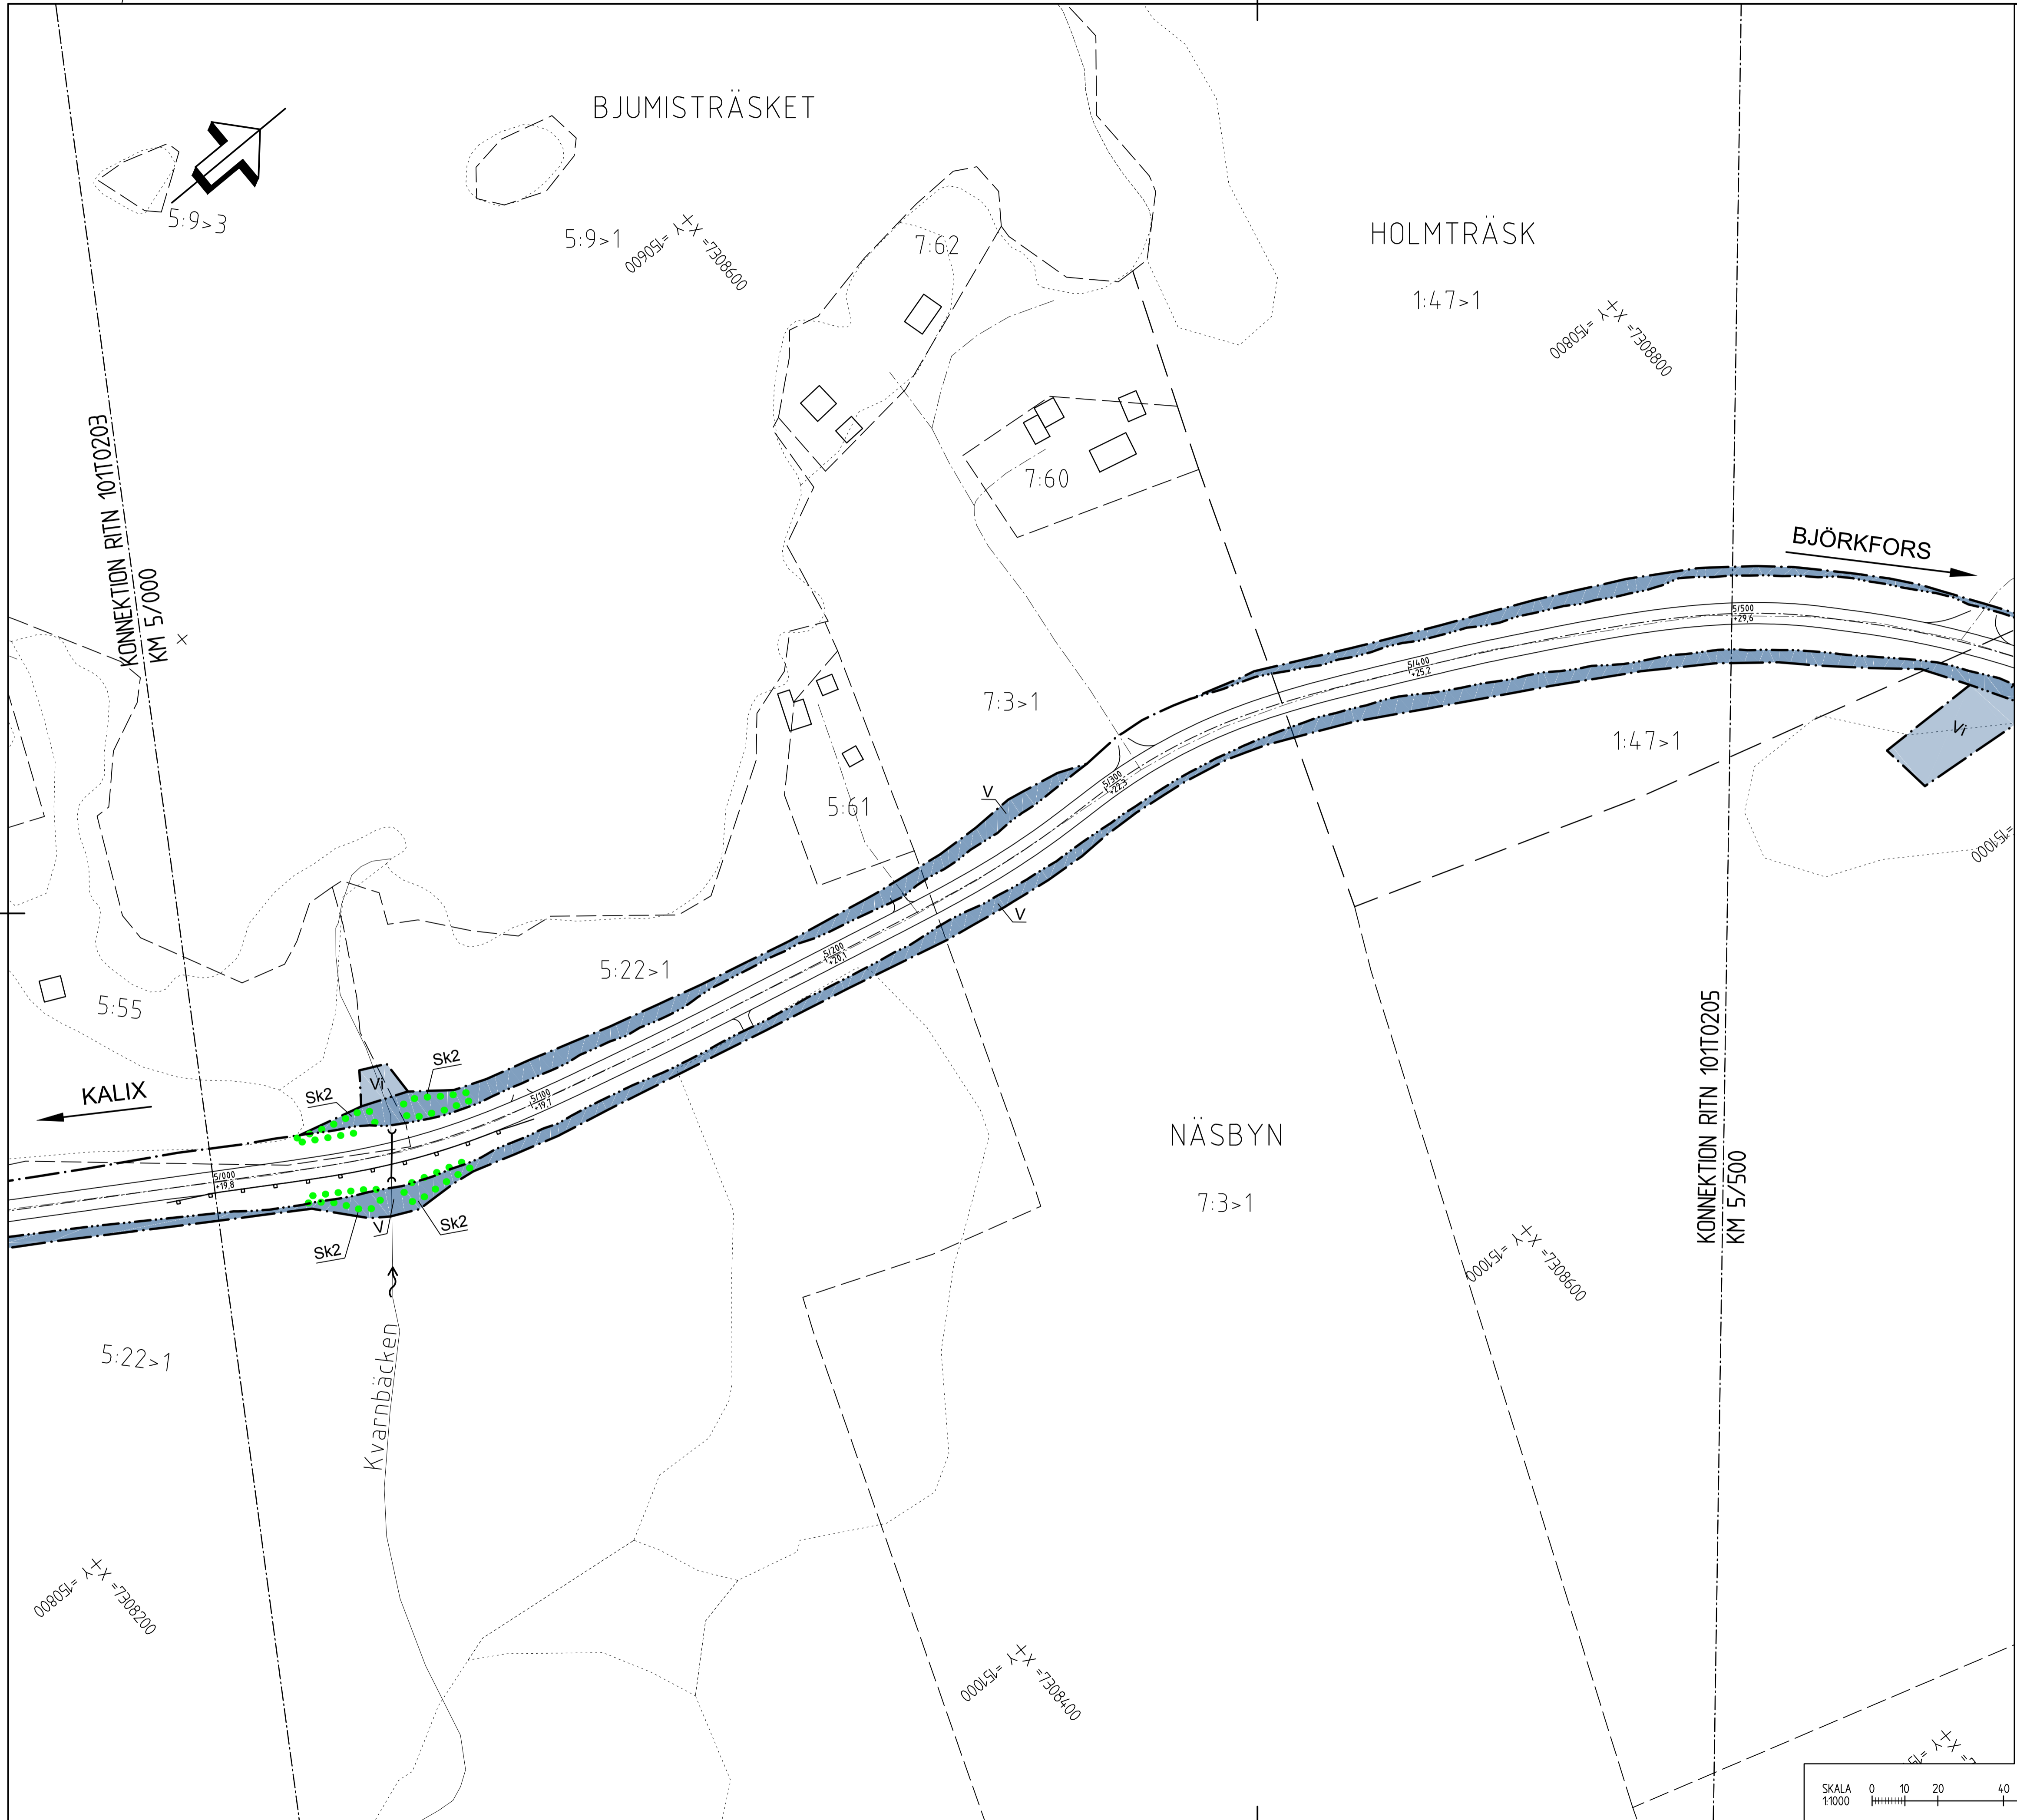 BJUMISTRÄSKET
5:9>3
5:9>1
X =7308600
Y =150600
7:62
HOLMTRÄSK
1:47>1
X =7308800
Y =150800
KONNEKTION RITN 101T0203
KM 5/000
7:60
BJÖRKFORS
5/500
+29,6
5/400
+25,2
7:3>1
1:47>1
Vi
V
5/300
+22,3
5:61
=151000
V
5/200
+20,1
5:22>1
5:55
KALIX
Sk2
Vi
Sk2
5/100
+19,7
5/000
+19,8
Sk2
V
Sk2
NÄSBYN
7:3>1
KONNEKTION RITN 101T0205
KM 5/500
X =7308600
Y =151000
5:22>1
Kvarnbäcken
X =7308200
Y =150800
X =7308400
Y =151000
SKALA 0 10 20 40
1:1000